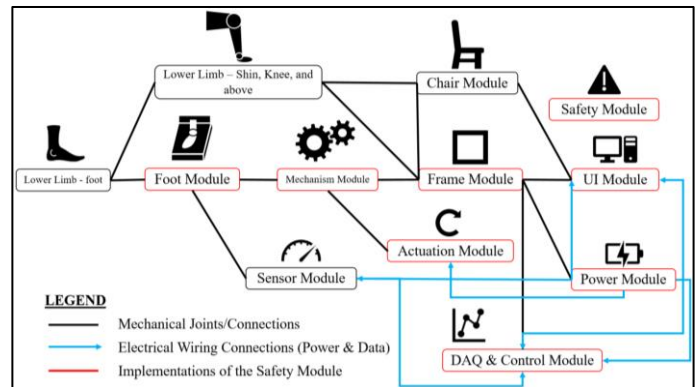 Lower Limb – Shin, Knee, and
above
Chair Module
Safety Module
Lower Limb - foot
Foot Module
Mechanism Module
Frame Module
UI Module
Actuation Module
Sensor Module
Power Module
DAQ & Control Module
LEGEND
Mechanical Joints/Connections
Electrical Wiring Connections (Power & Data)
Implementations of the Safety Module